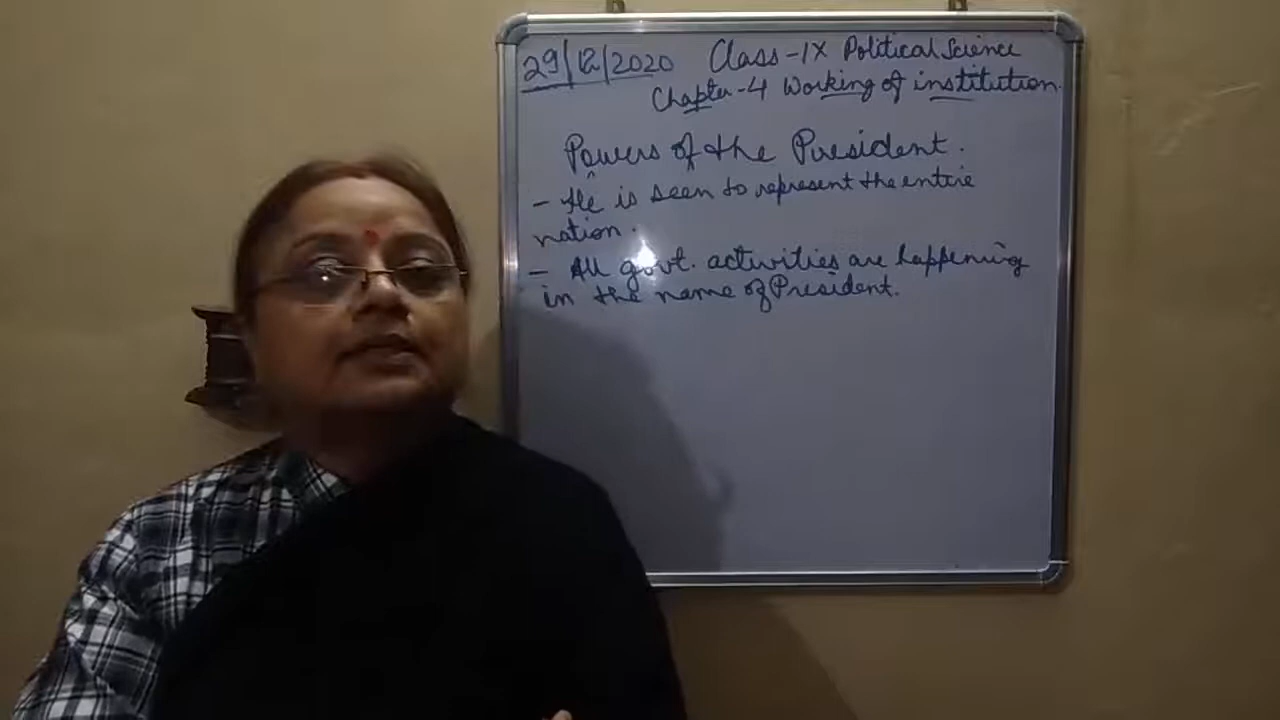 29/12/2020 Class-IX Political Science
Chapter-4 Working of institution.
Powers of the President.
- He is seen to represent the entire
nation.
- All govt. activities are happening
in the name of President.